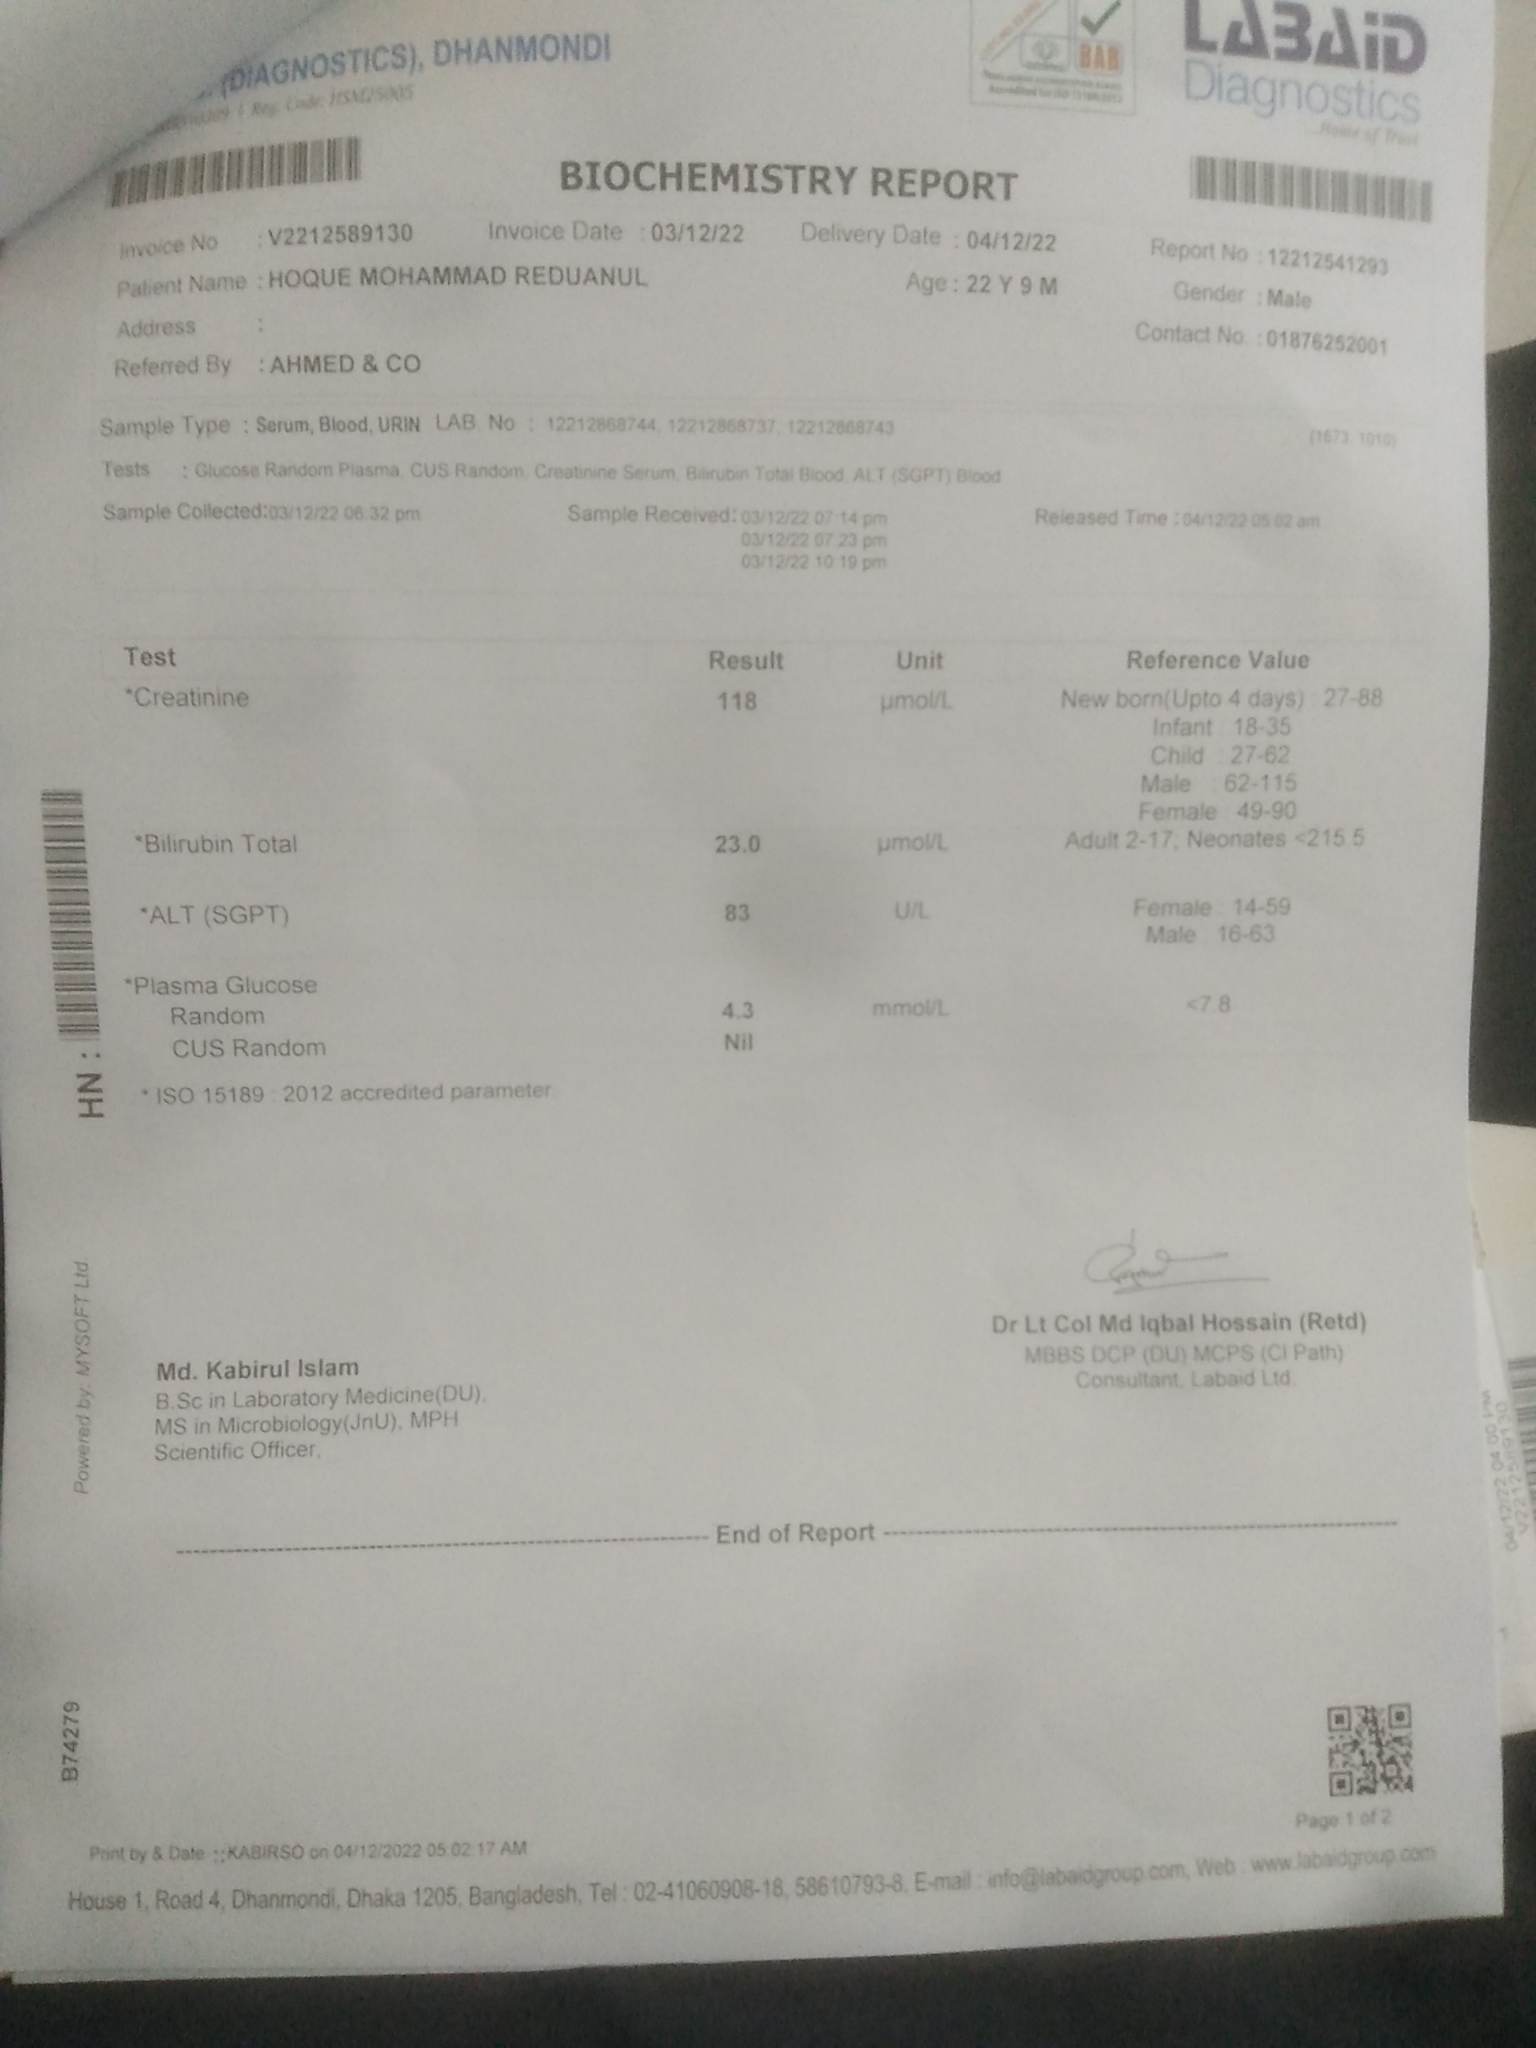 (DIAGNOSTICS), DHANMONDI
Reg. Code: HSM25005
BAB
LABAID
Diagnostics
...Home of Trust
BIOCHEMISTRY REPORT
Invoice No : V2212589130 Invoice Date : 03/12/22 Delivery Date : 04/12/22 Report No : 12212541293
Patient Name : HOQUE MOHAMMAD REDUANUL Age : 22 Y 9 M Gender : Male
Address : Contact No. : 01876252001
Referred By : AHMED & CO
Sample Type : Serum, Blood, URIN LAB. No : 12212868744, 12212868737, 12212868743 (1673, 1010)
Tests : Glucose Random Plasma, CUS Random, Creatinine Serum, Bilirubin Total Blood, ALT (SGPT) Blood
Sample Collected: 03/12/22 06:32 pm Sample Received: 03/12/22 07:14 pm Released Time : 04/12/22 05:02 am
03/12/22 07:23 pm
03/12/22 10:19 pm
Test Result Unit Reference Value
*Creatinine 118 µmol/L New born(Upto 4 days) : 27-88
Infant : 18-35
Child : 27-62
Male : 62-115
Female : 49-90
*Bilirubin Total 23.0 µmol/L Adult 2-17; Neonates <215.5
*ALT (SGPT) 83 U/L Female : 14-59
Male : 16-63
*Plasma Glucose
Random 4.3 mmol/L <7.8
CUS Random Nil
* ISO 15189 : 2012 accredited parameter.
HN :
Powered by: MYSOFT Ltd.
B74279
Dr Lt Col Md Iqbal Hossain (Retd)
MBBS DCP (DU) MCPS (Cl Path)
Consultant, Labaid Ltd.
Md. Kabirul Islam
B.Sc in Laboratory Medicine(DU),
MS in Microbiology(JnU), MPH
Scientific Officer,
04/12/22 04:00 PM
V2212589130
End of Report
Page 1 of 2
Print by & Date :;KABIRSO on 04/12/2022 05:02:17 AM
House 1, Road 4, Dhanmondi, Dhaka 1205, Bangladesh, Tel : 02-41060908-18, 58610793-8, E-mail : info@labaidgroup.com, Web : www.labaidgroup.com